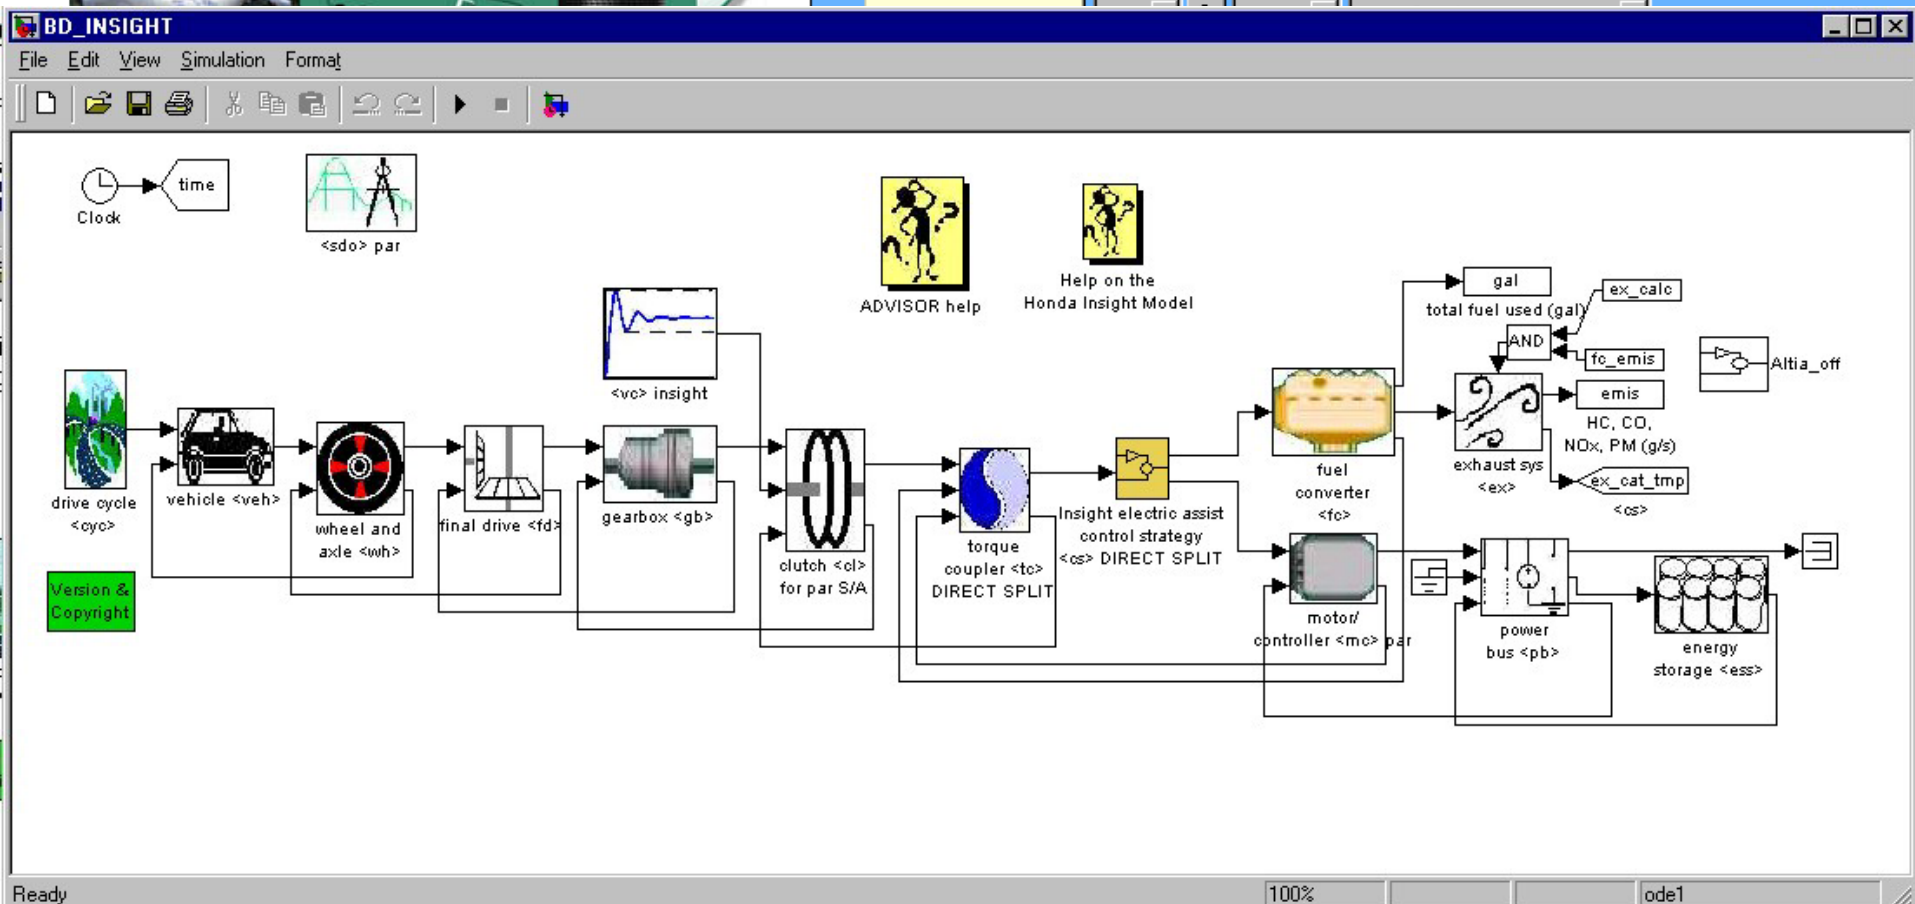 BD_INSIGHT
File Edit View Simulation Format
time
Clock
<sdo> par
ADVISOR help
Help on the
Honda Insight Model
<vc> insight
gal
total fuel used (gal)
ex_calc
AND
fc_emis
Altia_off
emis
HC, CO,
NOx, PM (g/s)
ex_cat_tmp
<cs>
drive cycle
<cyc>
vehicle <veh>
wheel and
axle <wh>
final drive <fd>
gearbox <gb>
clutch <cl>
for par S/A
torque
coupler <tc>
DIRECT SPLIT
Insight electric assist
control strategy
<cs> DIRECT SPLIT
fuel
converter
<fc>
exhaust sys
<ex>
motor/
controller <mc> par
power
bus <pb>
energy
storage <ess>
Version &
Copyright
Ready
100%
ode1